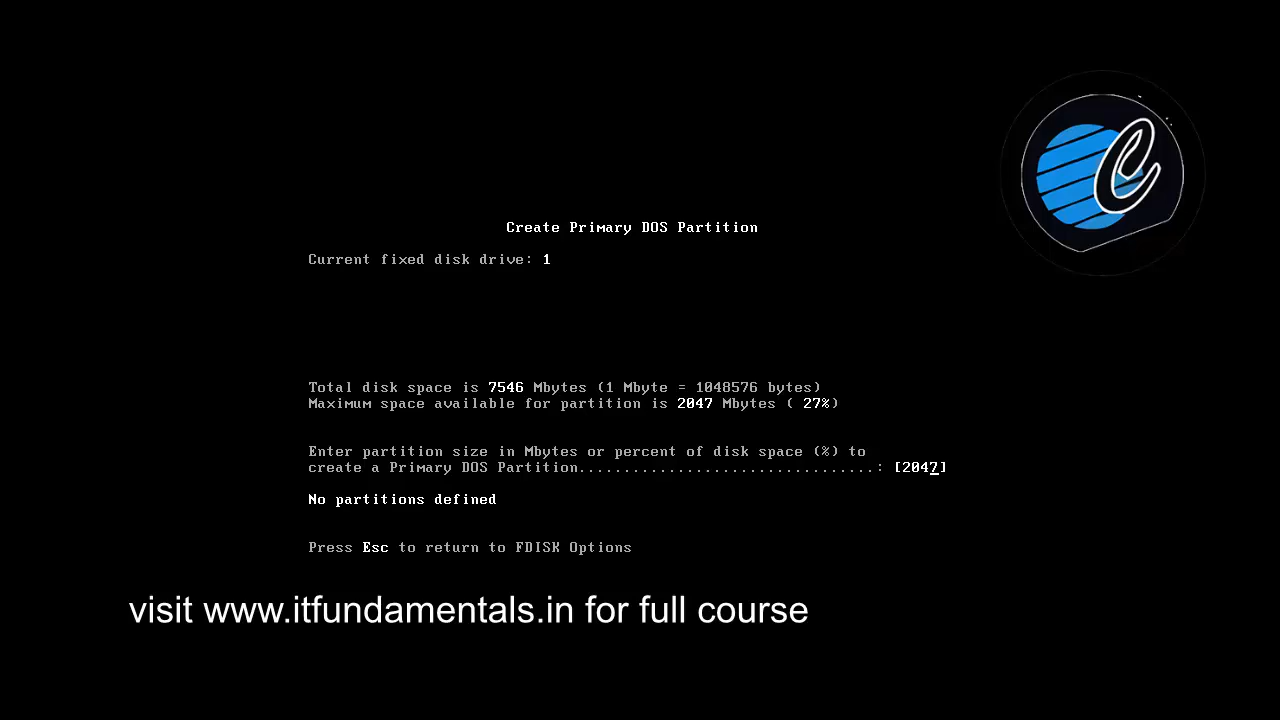 Create Primary DOS Partition
Current fixed disk drive: 1
Total disk space is 7546 Mbytes (1 Mbyte = 1048576 bytes)
Maximum space available for partition is 2047 Mbytes ( 27%)
Enter partition size in Mbytes or percent of disk space (%) to
create a Primary DOS Partition.................................: [2047]
No partitions defined
Press Esc to return to FDISK Options
visit www.itfundamentals.in for full course